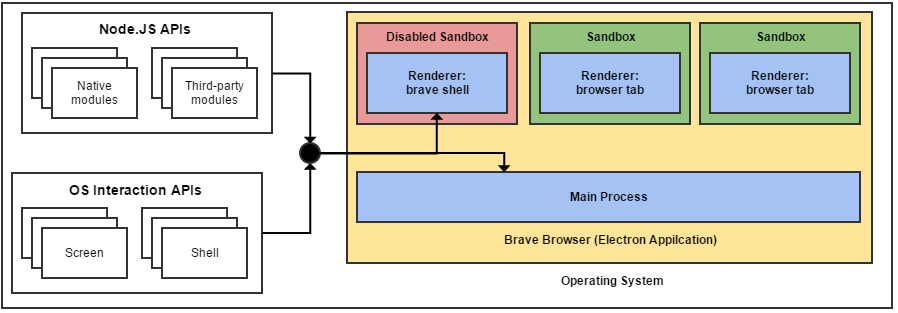 Node.JS APIs
Native
modules
Third-party
modules
OS Interaction APIs
Screen
Shell
Disabled Sandbox
Renderer:
brave shell
Sandbox
Renderer:
browser tab
Sandbox
Renderer:
browser tab
Main Process
Brave Browser (Electron Appilcation)
Operating System